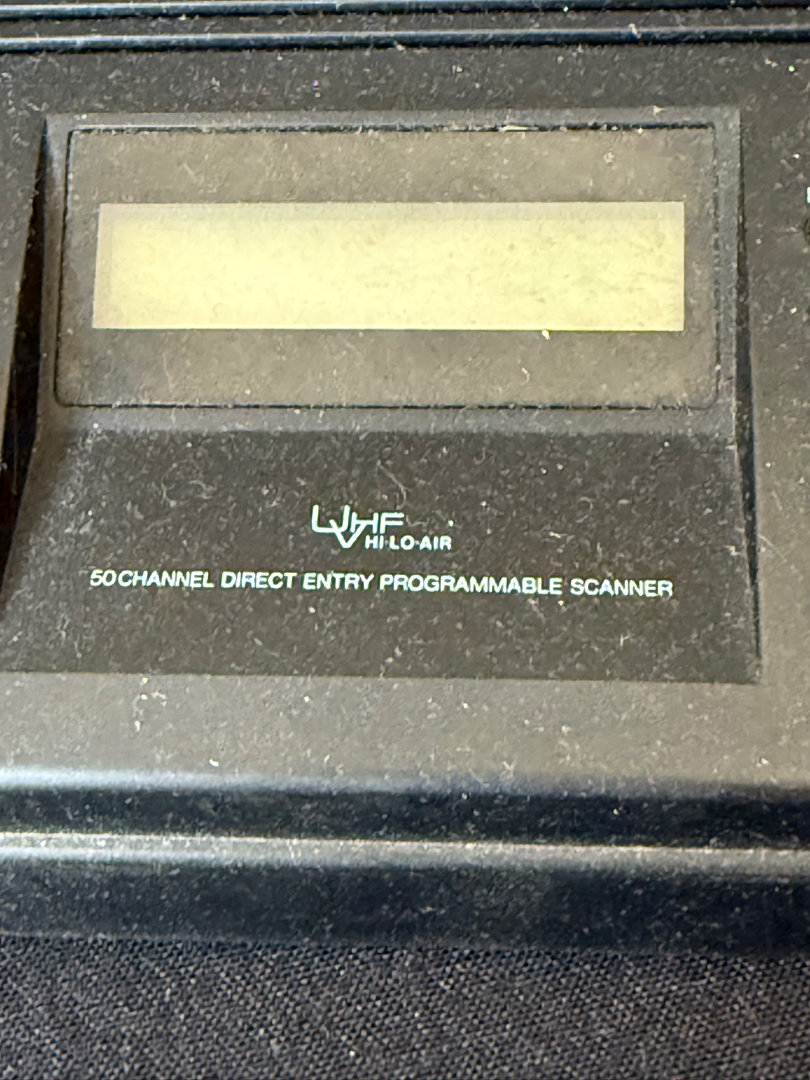 UVHF
HI·LO·AIR
50 CHANNEL DIRECT ENTRY PROGRAMMABLE SCANNER